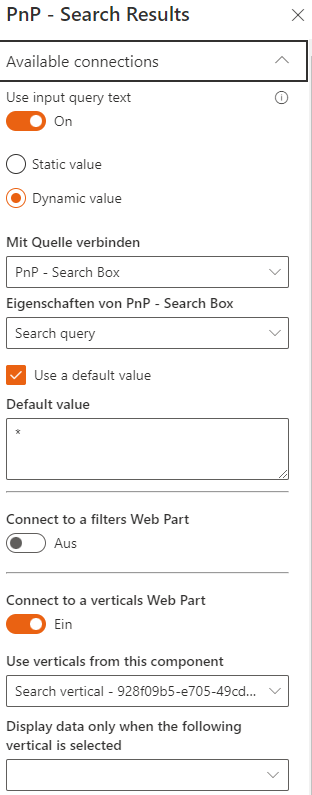 PnP - Search Results
Available connections
Use input query text
On
Static value
Dynamic value
Mit Quelle verbinden
PnP - Search Box
Eigenschaften von PnP - Search Box
Search query
Use a default value
Default value
*
Connect to a filters Web Part
Aus
Connect to a verticals Web Part
Ein
Use verticals from this component
Search vertical - 928f09b5-e705-49cd...
Display data only when the following
vertical is selected